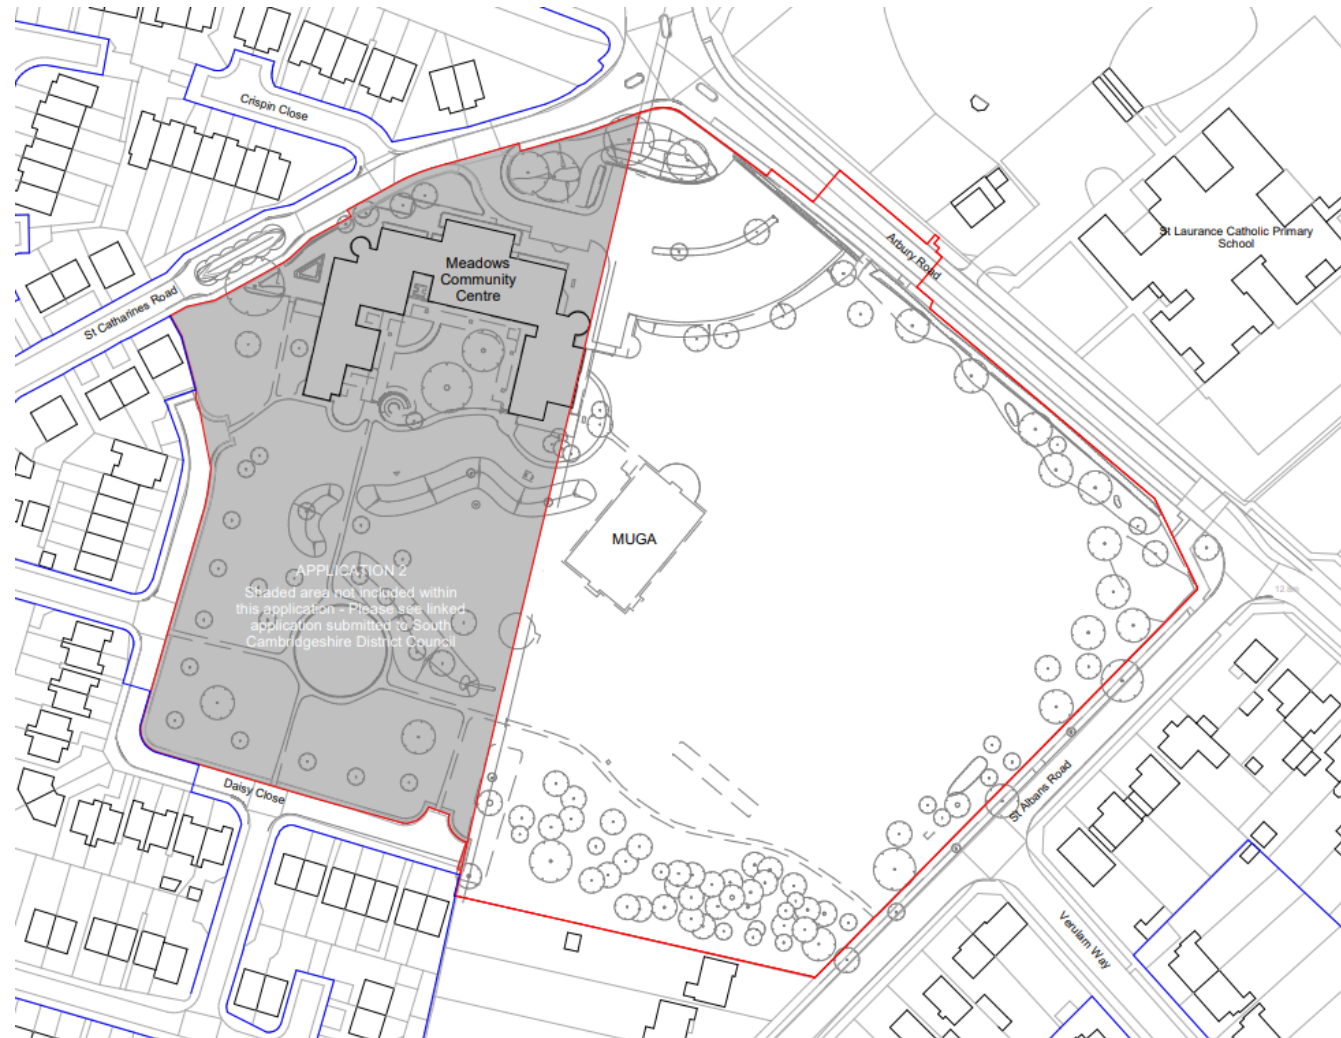 Crispin Close
St Laurance Catholic Primary
School
Arbury Road
Meadows
Community
Centre
St Catharines Road
MUGA
APPLICATION 2
Shaded area not included within
this application - Please see linked
application submitted to South
Cambridgeshire District Council
12.8m
Daisy Close
St Albans Road
Verulam Way